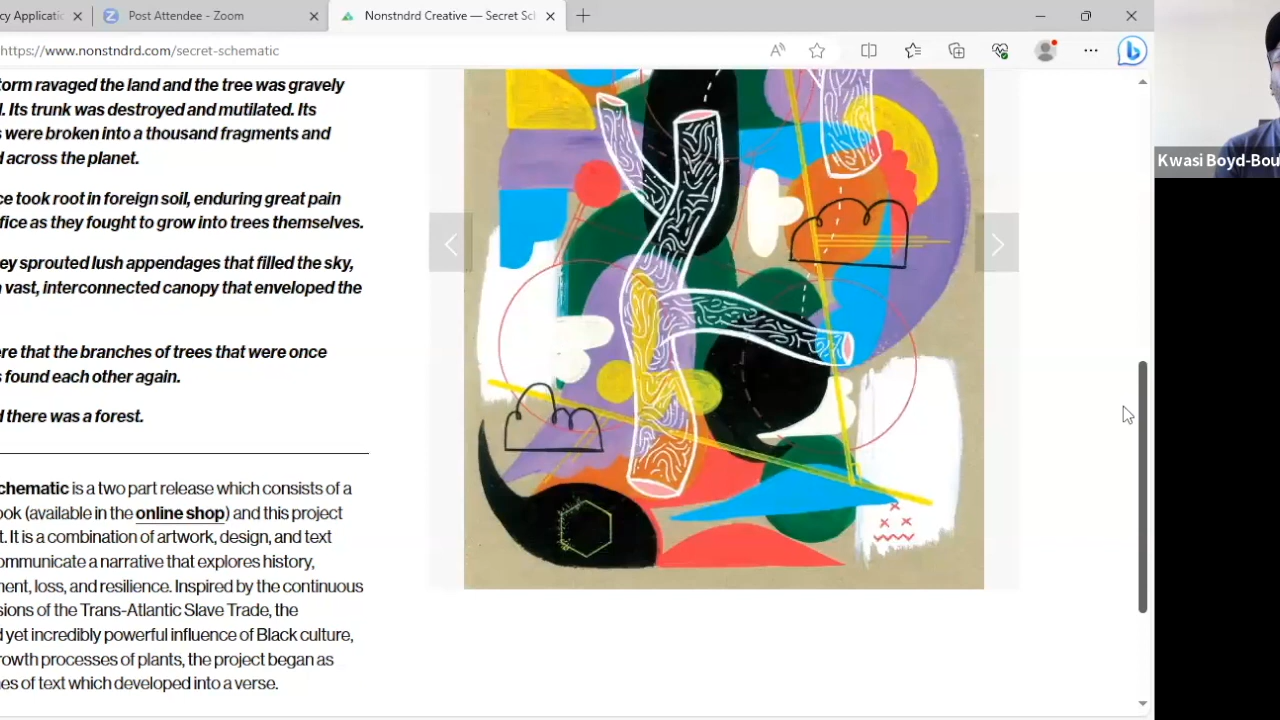 cy Applicatic
Post Attendee - Zoom
Nonstndrd Creative — Secret Sc
https://www.nonstndrd.com/secret-schematic
orm ravaged the land and the tree was gravely
. Its trunk was destroyed and mutilated. Its
were broken into a thousand fragments and
across the planet.
ce took root in foreign soil, enduring great pain
fice as they fought to grow into trees themselves.
ey sprouted lush appendages that filled the sky,
vast, interconnected canopy that enveloped the
re that the branches of trees that were once
found each other again.
d there was a forest.
chematic is a two part release which consists of a
ook (available in the online shop) and this project
t. It is a combination of artwork, design, and text
ommunicate a narrative that explores history,
ment, loss, and resilience. Inspired by the continuous
sions of the Trans-Atlantic Slave Trade, the
d yet incredibly powerful influence of Black culture,
rowth processes of plants, the project began as
es of text which developed into a verse.
Kwasi Boyd-Bou